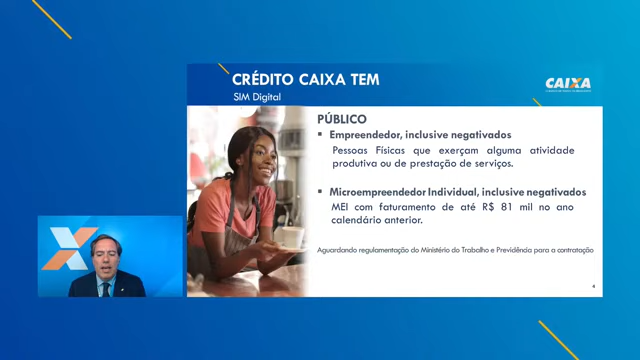 CRÉDITO CAIXA TEM
SIM Digital
CAIXA
PÚBLICO
▪ Empreendedor, inclusive negativados
Pessoas Físicas que exerçam alguma atividade
produtiva ou de prestação de serviços.
▪ Microempreendedor Individual, inclusive negativados
MEI com faturamento de até R$ 81 mil no ano
calendário anterior.
Aguardando regulamentação do Ministério do Trabalho e Previdência para a contratação
4